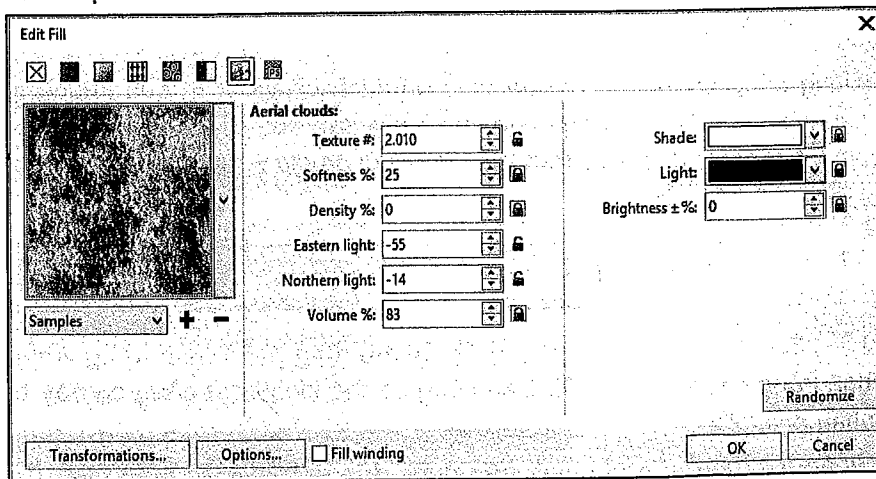 Edit Fill
Aerial clouds:
Texture #: 2.010
Softness %: 25
Density %: 0
Eastern light: -55
Northern light: -14
Volume %: 83
Shade:
Light:
Brightness ±%: 0
Samples
Randomize
Transformations...
Options...
Fill winding
OK
Cancel